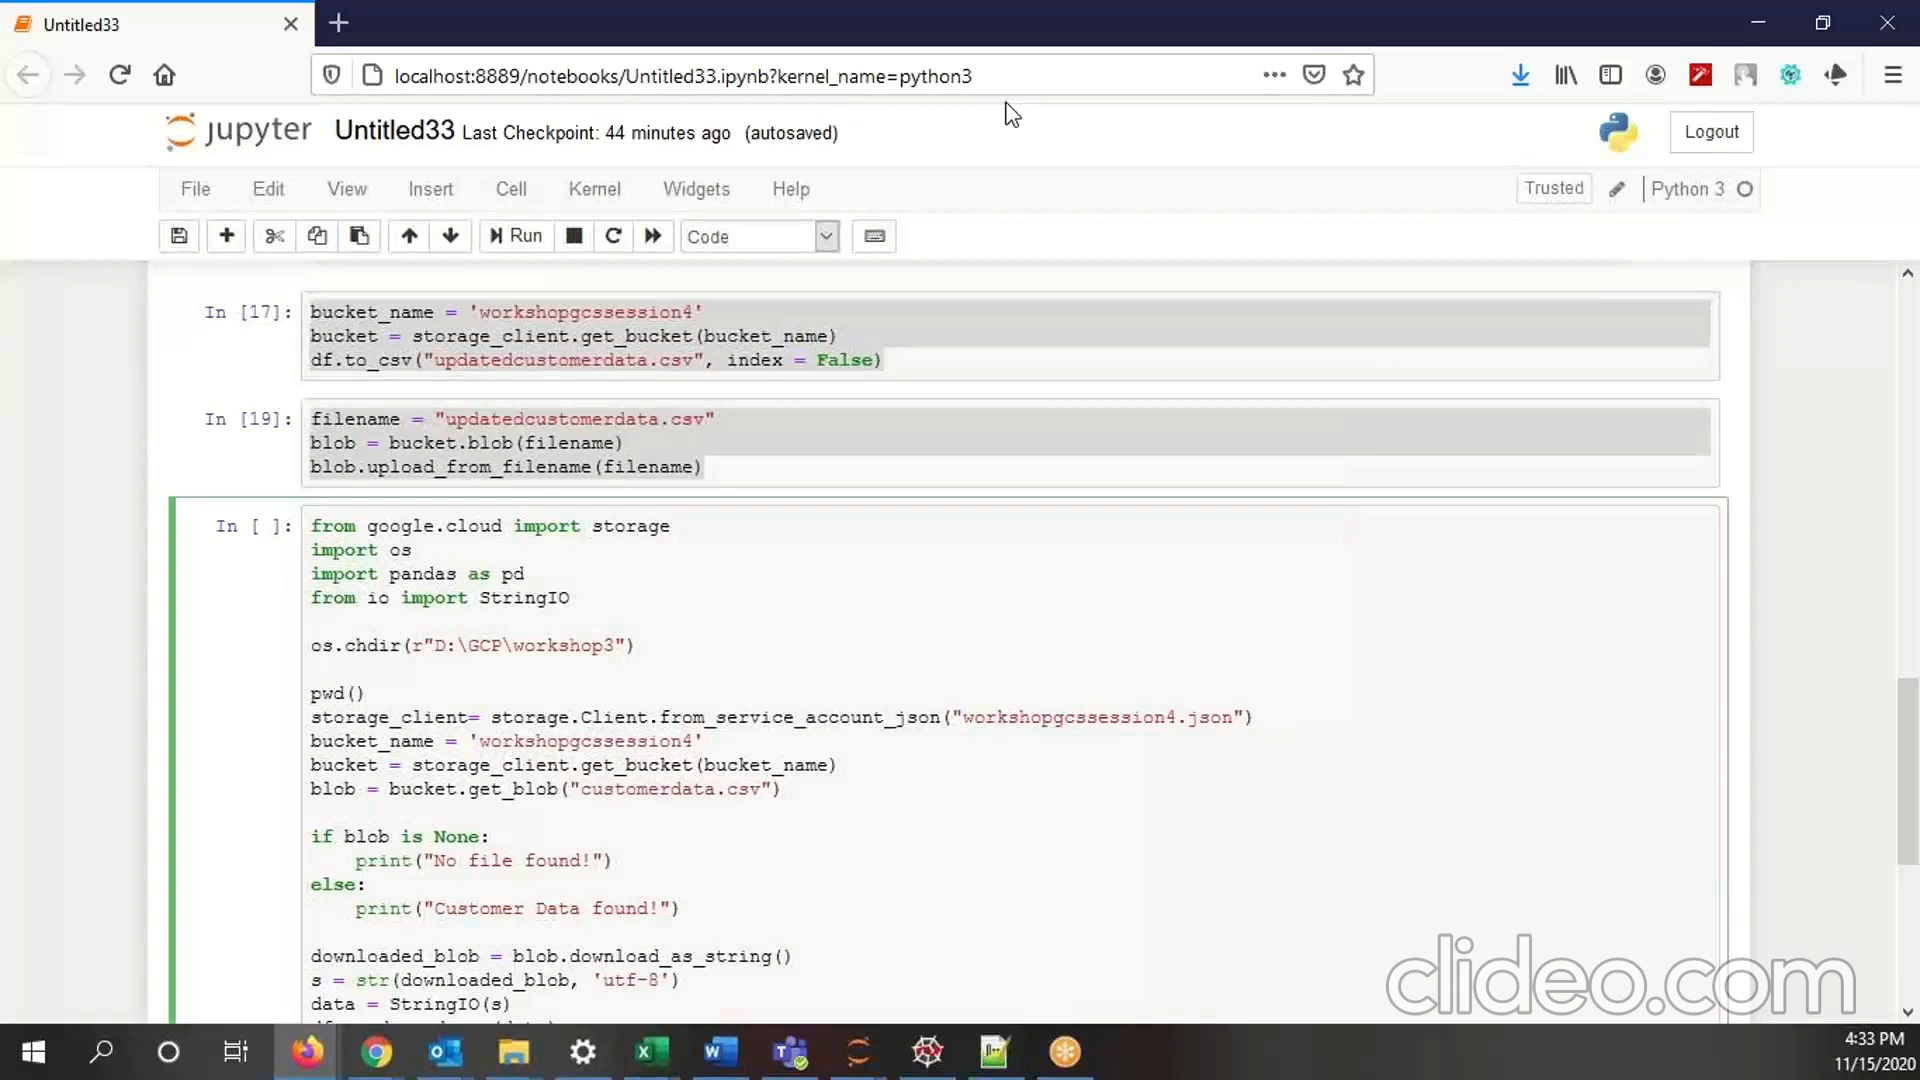 Untitled33
localhost:8889/notebooks/Untitled33.ipynb?kernel_name=python3
jupyter Untitled33 Last Checkpoint: 44 minutes ago (autosaved)
Logout
File Edit View Insert Cell Kernel Widgets Help
Trusted Python 3
Run Code
In [17]: bucket_name = 'workshopgcssession4'
bucket = storage_client.get_bucket(bucket_name)
df.to_csv("updatedcustomerdata.csv", index = False)
In [19]: filename = "updatedcustomerdata.csv"
blob = bucket.blob(filename)
blob.upload_from_filename(filename)
In [ ]: from google.cloud import storage
import os
import pandas as pd
from io import StringIO
os.chdir(r"D:\GCP\workshop3")
pwd()
storage_client= storage.Client.from_service_account_json("workshopgcssession4.json")
bucket_name = 'workshopgcssession4'
bucket = storage_client.get_bucket(bucket_name)
blob = bucket.get_blob("customerdata.csv")
if blob is None:
print("No file found!")
else:
print("Customer Data found!")
downloaded_blob = blob.download_as_string()
s = str(downloaded_blob, 'utf-8')
data = StringIO(s)
clideo.com
4:33 PM
11/15/2020